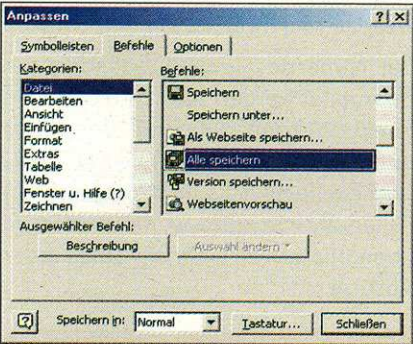 Anpassen
Symbolleisten Befehle Optionen
Kategorien:
Datei
Bearbeiten
Ansicht
Einfügen
Format
Extras
Tabelle
Web
Fenster u. Hilfe (?)
Zeichnen
Befehle:
Speichern
Speichern unter...
Als Webseite speichern...
Alle speichern
Version speichern...
Webseitenvorschau
Ausgewählter Befehl:
Beschreibung Auswahl ändern
Speichern in: Normal Tastatur... Schließen